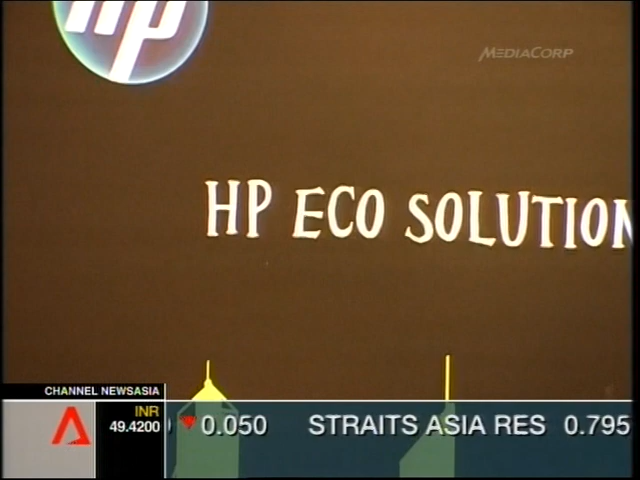 hp
MEDIACORP
HP ECO SOLUTION
CHANNEL NEWSASIA
INR
49.4200
0.050 STRAITS ASIA RES 0.795